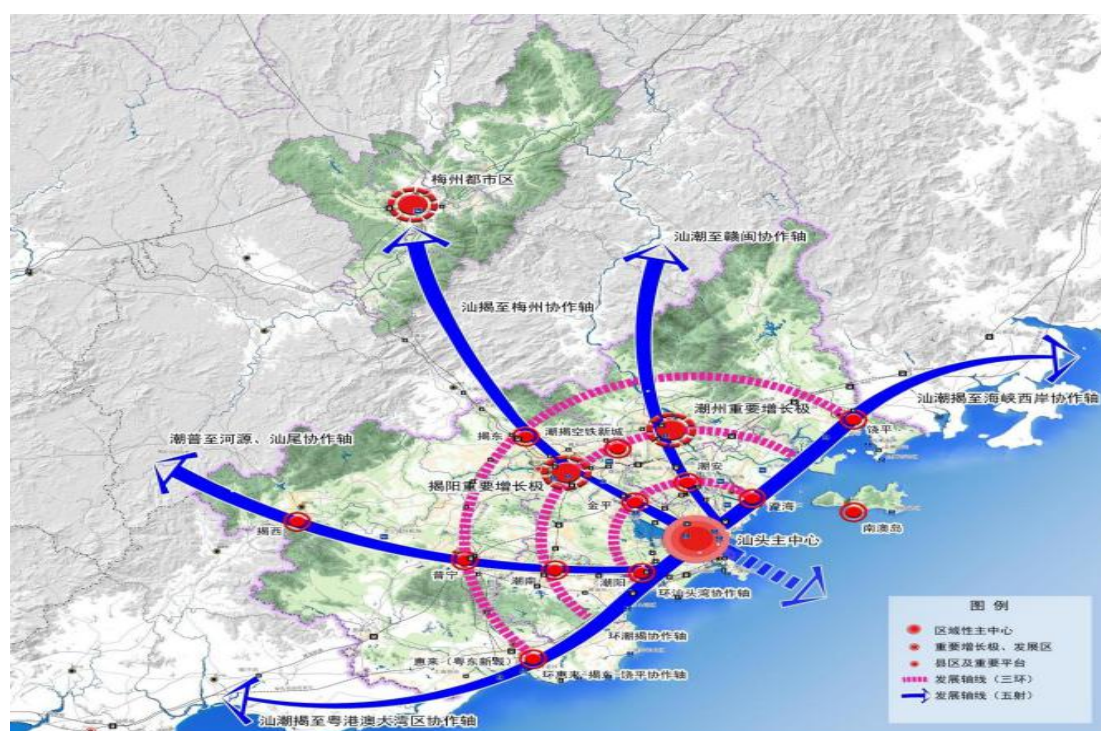 梅州都市区
汕潮至赣闽协作轴
汕揭至梅州协作轴
汕潮揭至海峡西岸协作轴
潮州重要增长极
饶平
揭东
潮揭空铁新城
潮普至河源、汕尾协作轴
潮安
揭阳重要增长极
金平
澄海
揭西
南澳岛
汕头主中心
普宁
潮南
潮阳
环汕头湾协作轴
环潮揭协作轴
惠来（粤东新城）
环惠来、揭东、饶平协作轴
汕潮揭至粤港澳大湾区协作轴
图 例
区域性主中心
重要增长极、发展区
县区及重要平台
发展轴线（三环）
发展轴线（五射）